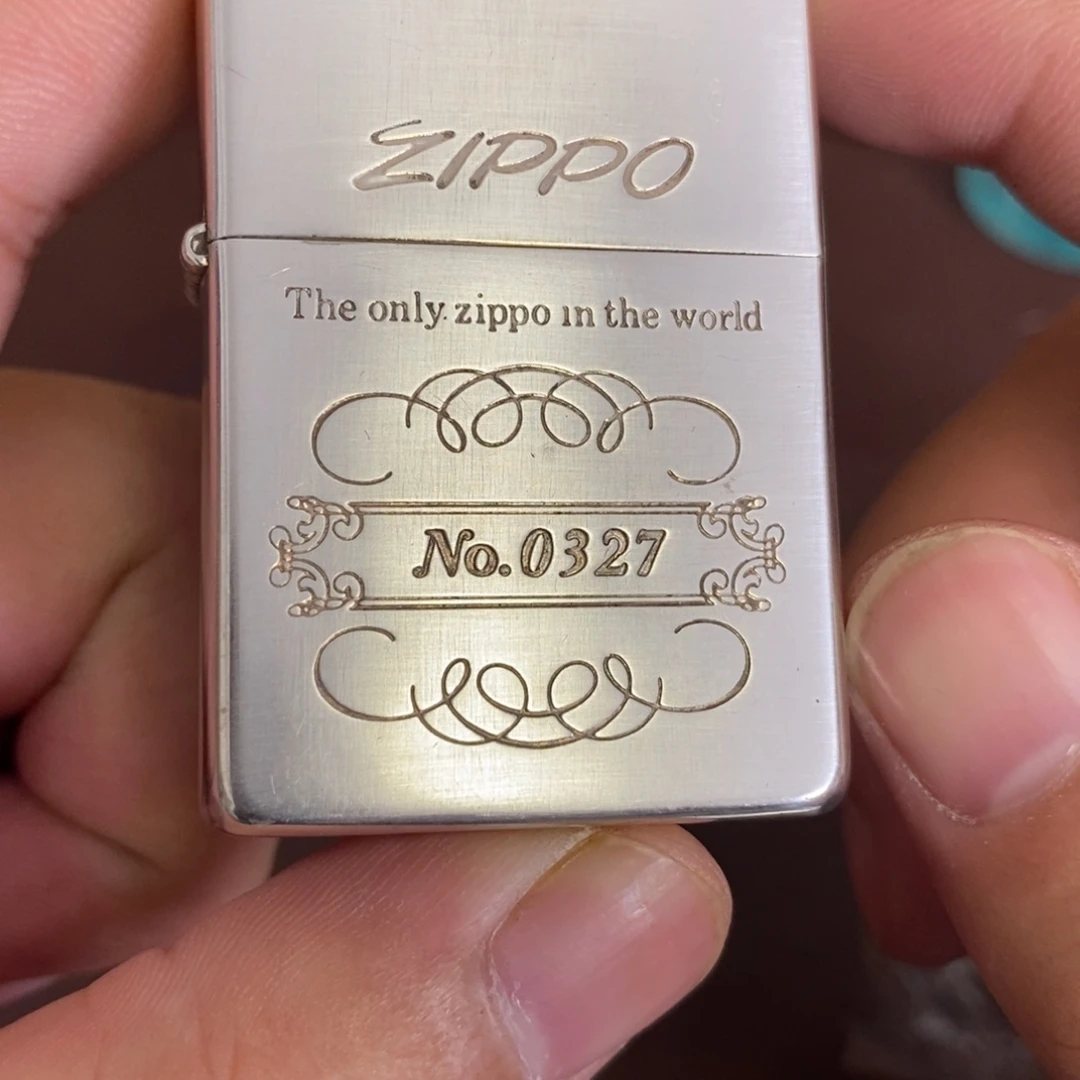 ZIPPO
The only zippo in the world
No. 0327